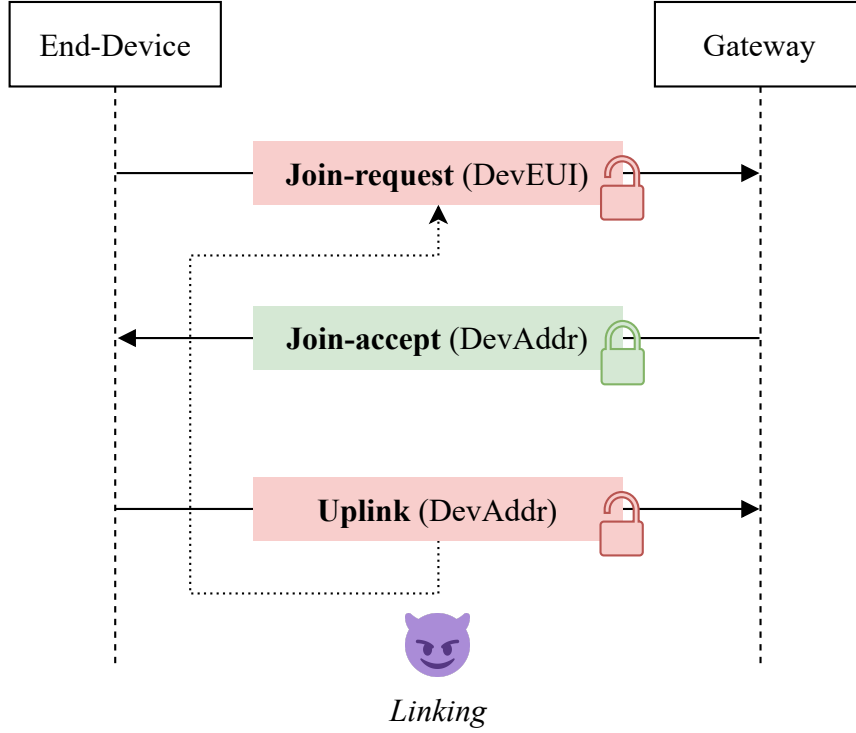 End-Device
Gateway
Join-request (DevEUI)
Join-accept (DevAddr)
Uplink (DevAddr)
Linking